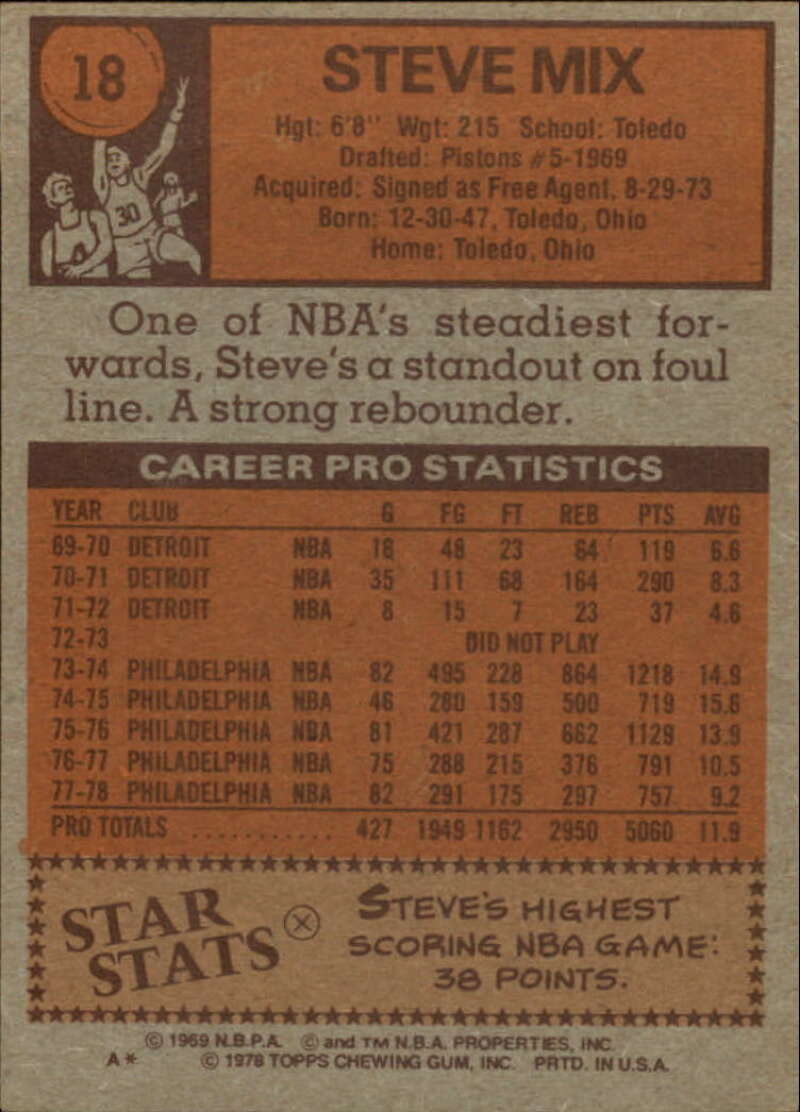 18
STEVE MIX
Hgt: 6'8" Wgt: 215 School: Toledo
Drafted: Pistons #5-1969
Acquired: Signed as Free Agent, 8-29-73
Born: 12-30-47, Toledo, Ohio
Home: Toledo, Ohio
30
One of NBA's steadiest for-
wards, Steve's a standout on foul
line. A strong rebounder.
CAREER PRO STATISTICS
YEAR CLUB G FG FT REB PTS AVG
69-70 DETROIT NBA 18 48 23 64 119 6.6
70-71 DETROIT NBA 35 111 68 164 290 8.3
71-72 DETROIT NBA 8 15 7 23 37 4.6
72-73 DID NOT PLAY
73-74 PHILADELPHIA NBA 82 495 228 864 1218 14.9
74-75 PHILADELPHIA NBA 46 280 159 500 719 15.6
75-76 PHILADELPHIA NBA 81 421 287 662 1129 13.9
76-77 PHILADELPHIA NBA 75 288 215 376 791 10.5
77-78 PHILADELPHIA NBA 82 291 175 297 757 9.2
PRO TOTALS ............ 427 1949 1162 2950 5060 11.9
STAR STATS
STEVE'S HIGHEST
SCORING NBA GAME:
38 POINTS.
© 1969 N.B.P.A. © and TM N.B.A. PROPERTIES, INC.
A* © 1978 TOPPS CHEWING GUM, INC. PRTD. IN U.S.A.